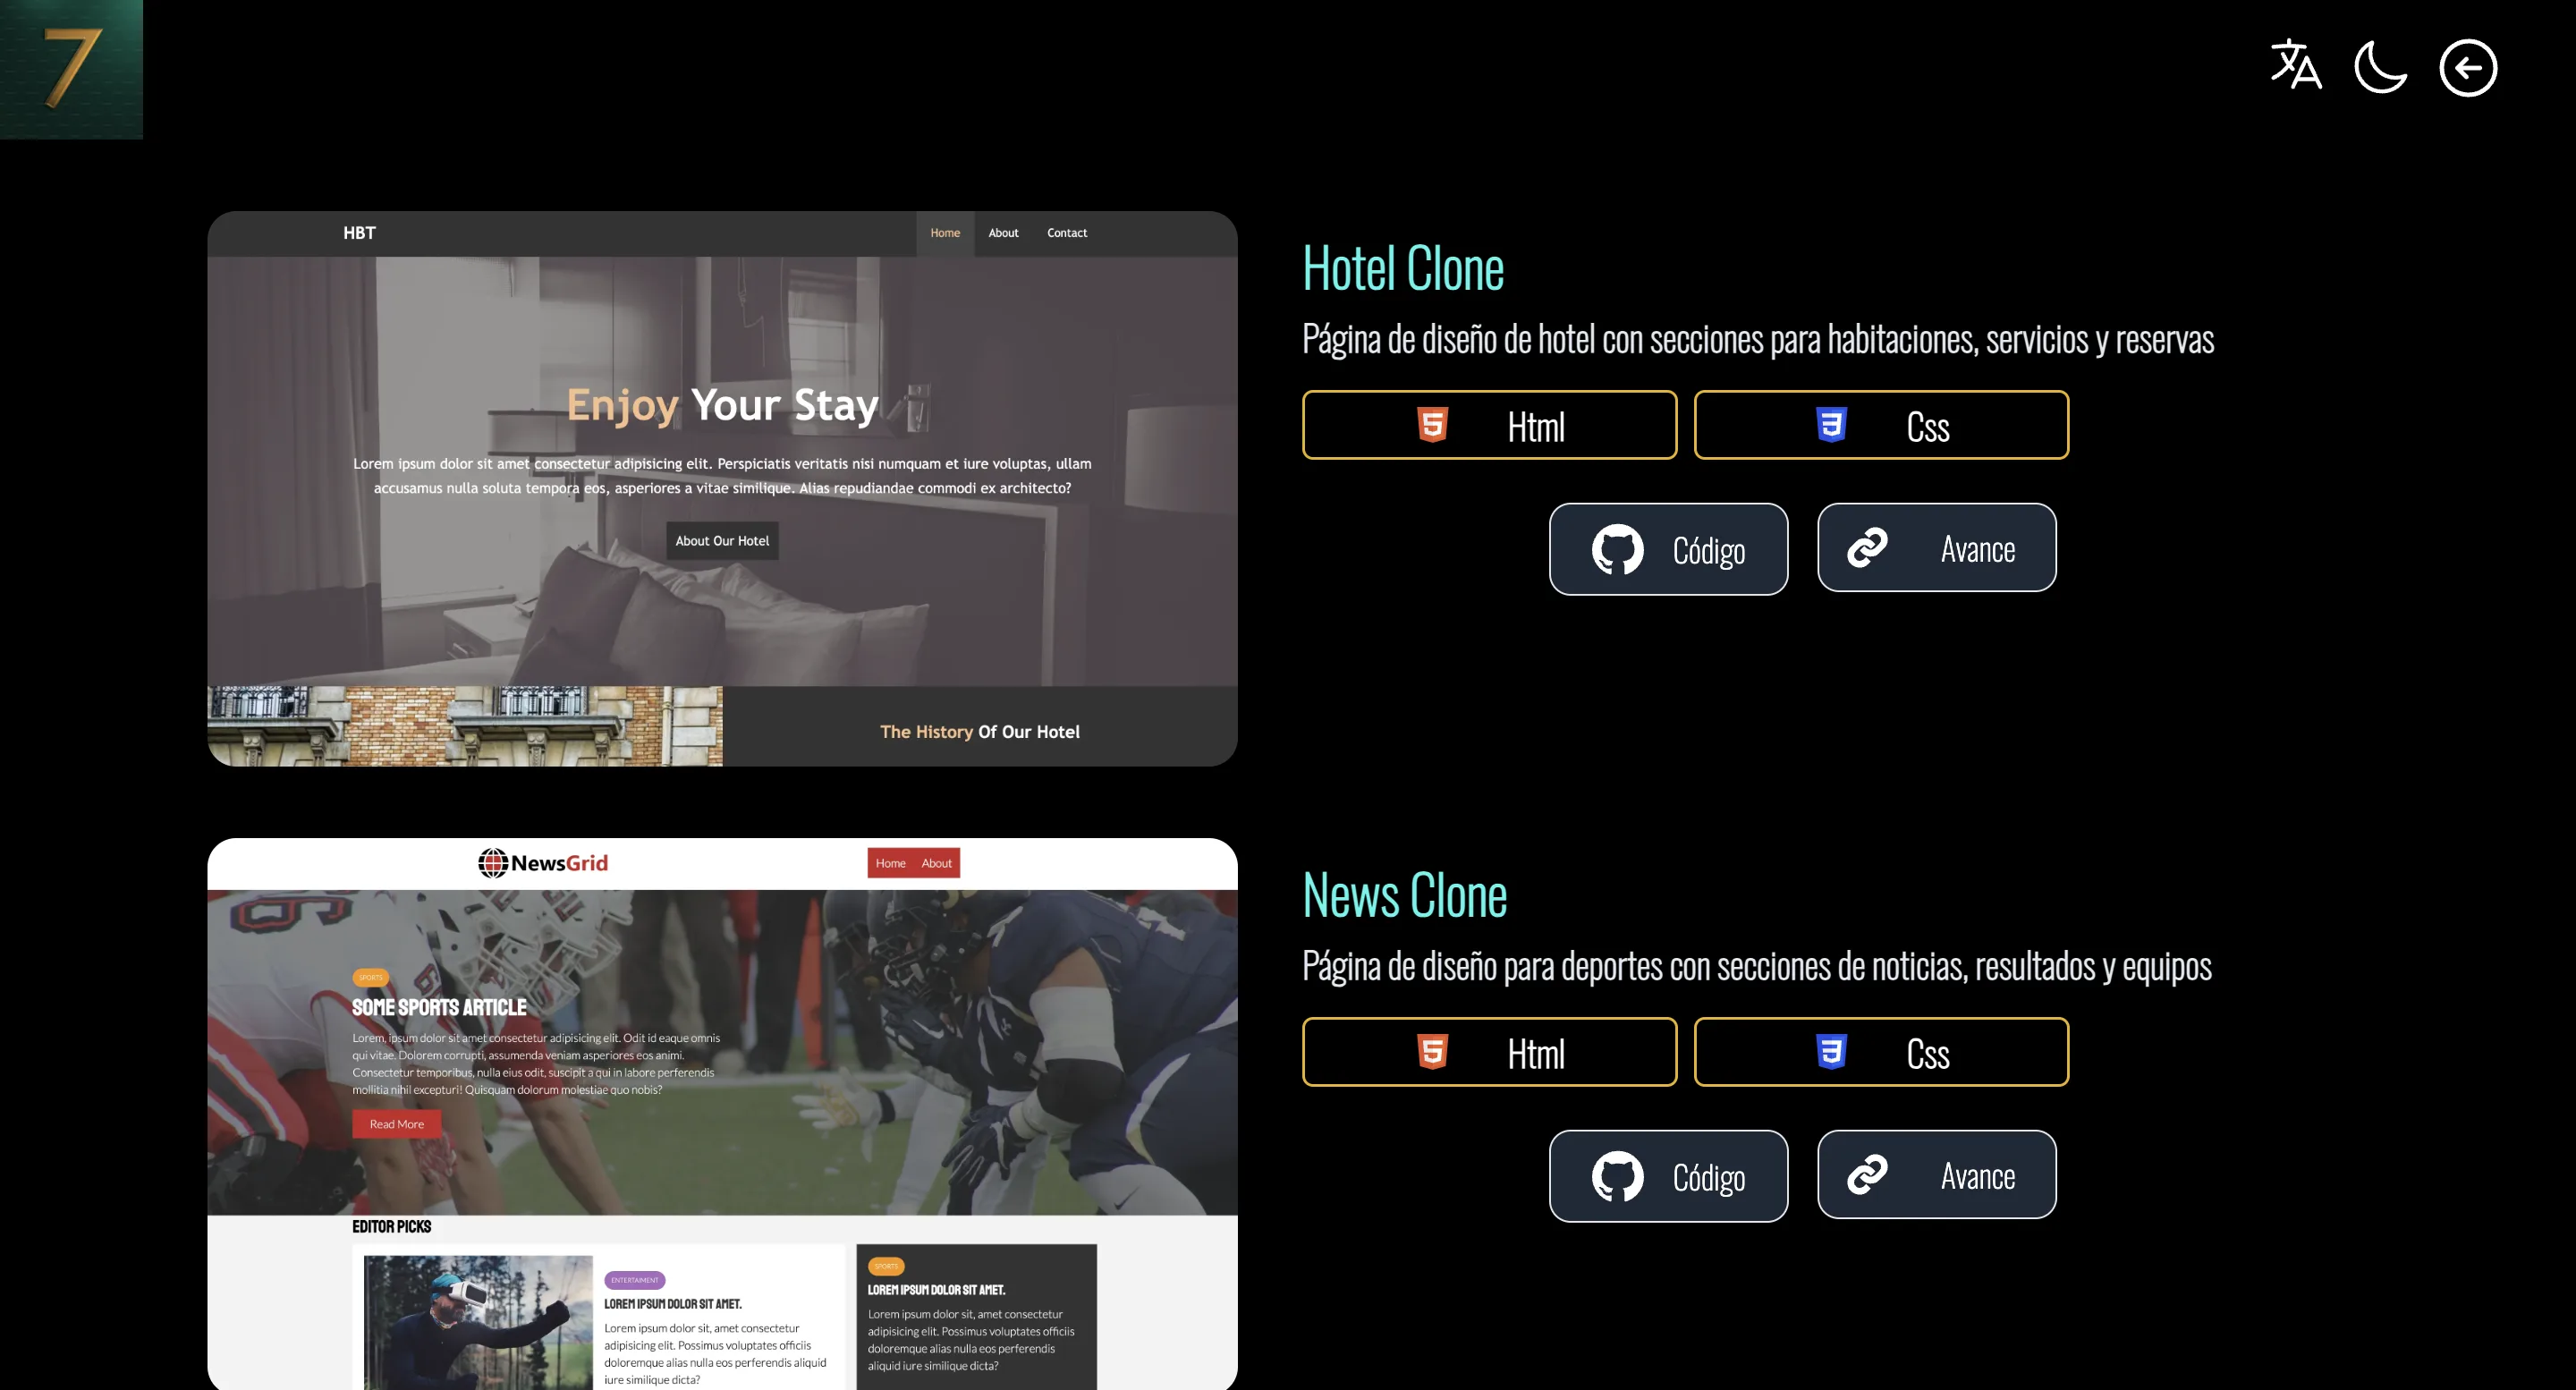 7
HBT
Home About Contact
Enjoy Your Stay
Lorem ipsum dolor sit amet consectetur adipisicing elit. Perspiciatis veritatis nisi numquam et iure voluptas, ullam
accusamus nulla soluta tempora eos, asperiores a vitae similique. Alias repudiandae commodi ex architecto?
About Our Hotel
The History Of Our Hotel
Hotel Clone
Página de diseño de hotel con secciones para habitaciones, servicios y reservas
Html
Css
Código
Avance
NewsGrid
Home About
SPORTS
SOME SPORTS ARTICLE
Lorem, ipsum dolor sit amet consectetur adipisicing elit. Odit id eaque omnis
qui vitae. Dolorem corrupti, assumenda veniam asperiores eos animi.
Consectetur temporibus, nulla eius odit, suscipit a qui in labore perferendis
mollitia nihil excepturi! Quisquam dolorum molestiae quo nobis?
Read More
EDITOR PICKS
ENTERTAIMENT
LOREM IPSUM DOLOR SIT AMET.
Lorem ipsum dolor sit, amet consectetur
adipisicing elit. Possimus voluptates officiis
doloremque alias nulla eos perferendis aliquid
iure similique dicta?
SPORTS
LOREM IPSUM DOLOR SIT AMET.
Lorem ipsum dolor sit, amet consectetur
adipisicing elit. Possimus voluptates officiis
doloremque alias nulla eos perferendis
aliquid iure similique dicta?
News Clone
Página de diseño para deportes con secciones de noticias, resultados y equipos
Html
Css
Código
Avance